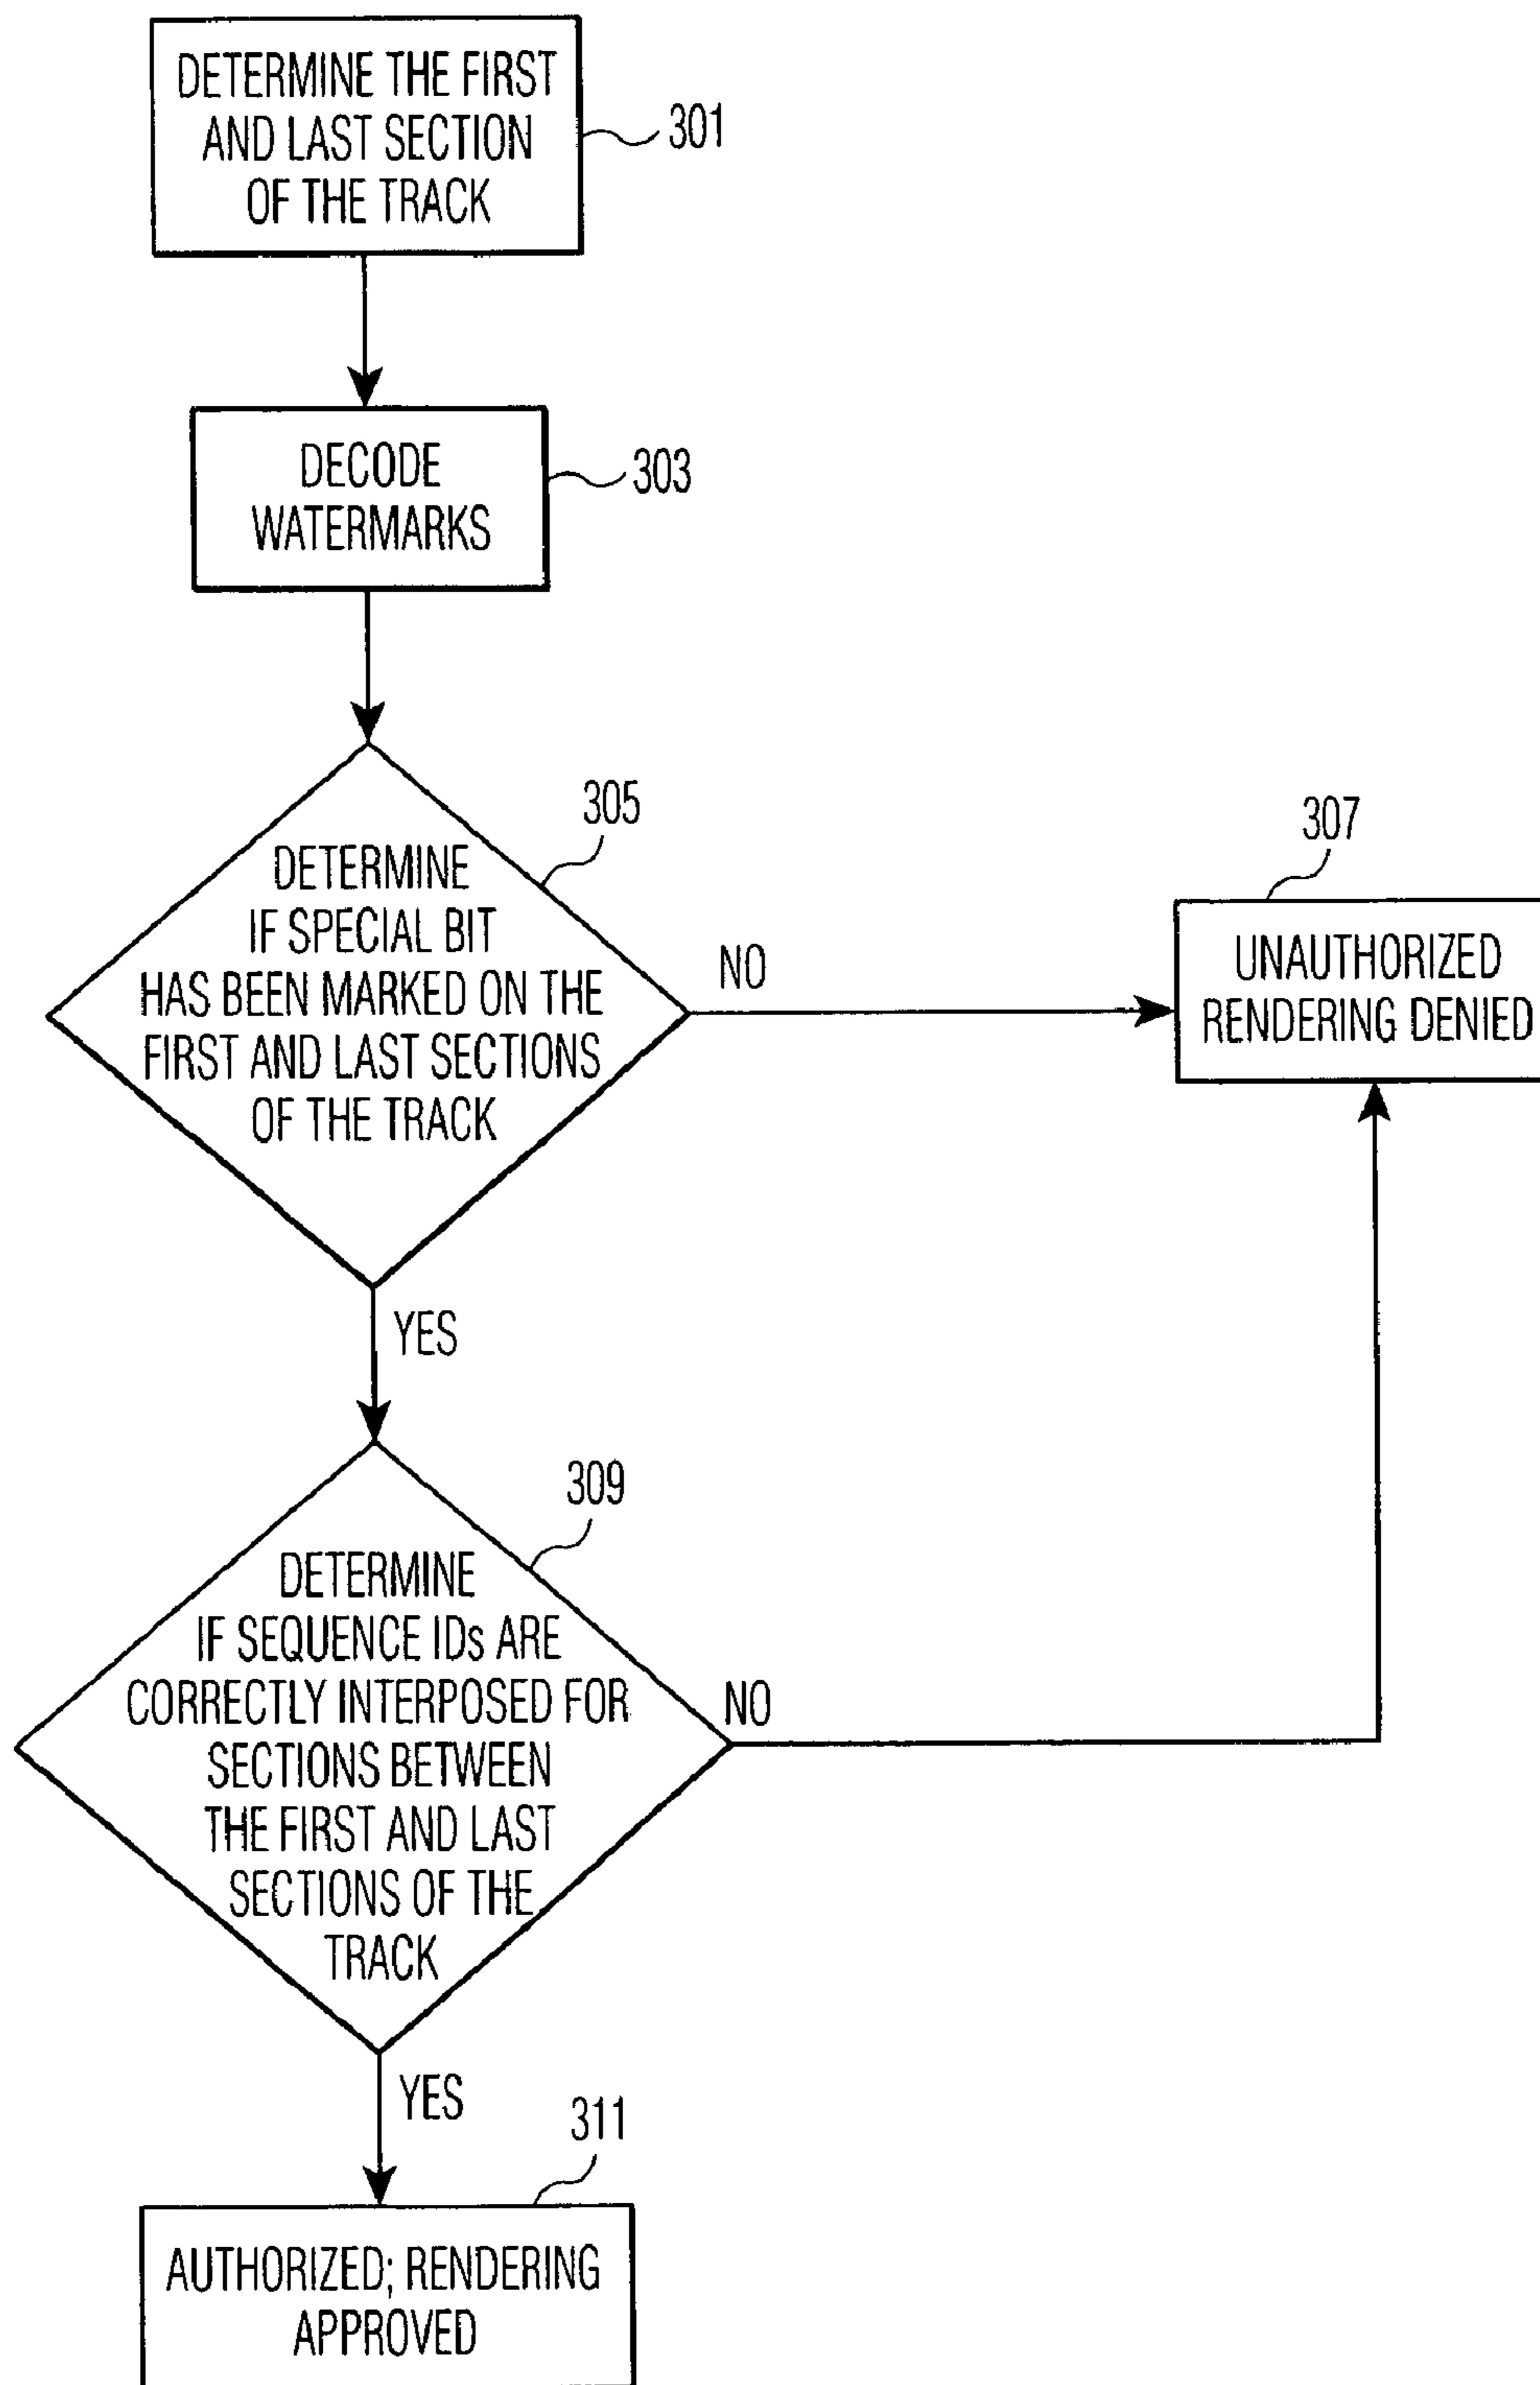 DETERMINE THE FIRST
AND LAST SECTION
OF THE TRACK
301
DECODE
WATERMARKS
303
305
DETERMINE
IF SPECIAL BIT
HAS BEEN MARKED ON THE
FIRST AND LAST SECTIONS
OF THE TRACK
NO
307
UNAUTHORIZED
RENDERING DENIED
YES
309
DETERMINE
IF SEQUENCE IDs ARE
CORRECTLY INTERPOSED FOR
SECTIONS BETWEEN
THE FIRST AND LAST
SECTIONS OF THE
TRACK
NO
YES
311
AUTHORIZED; RENDERING
APPROVED